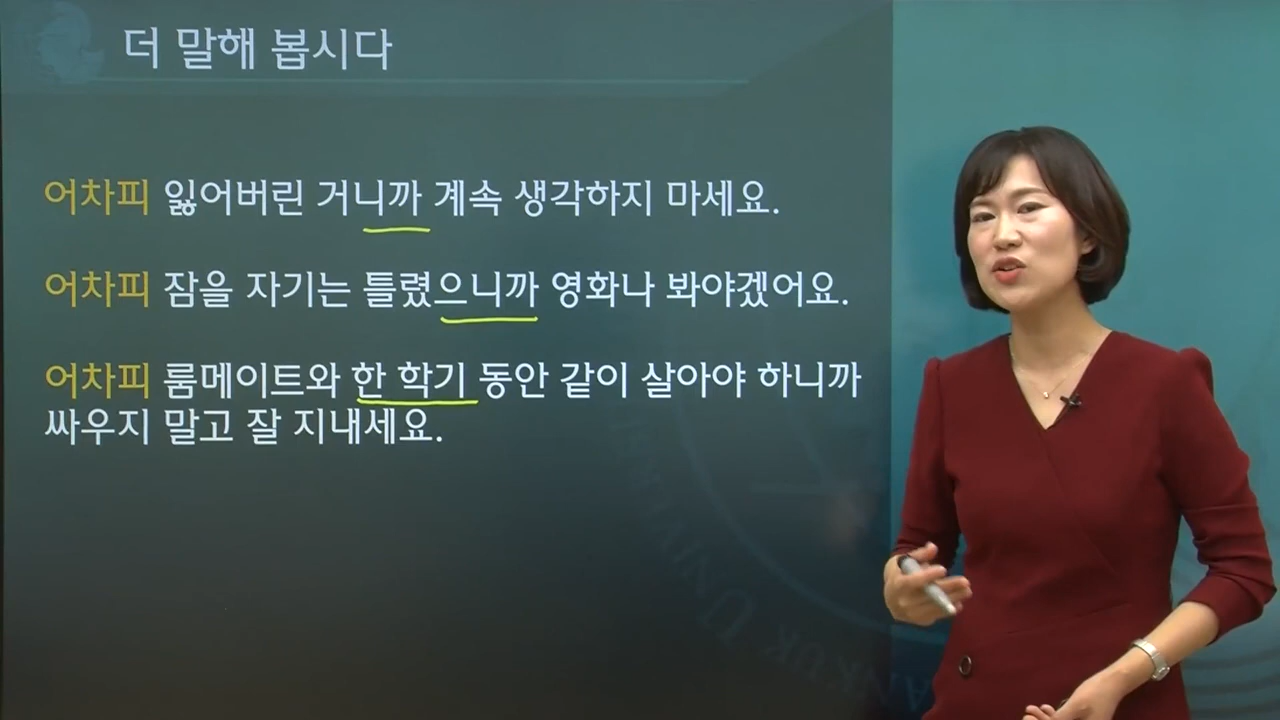 더 말해 봅시다
어차피 잃어버린 거니까 계속 생각하지 마세요.
어차피 잠을 자기는 틀렸으니까 영화나 봐야겠어요.
어차피 룸메이트와 한 학기 동안 같이 살아야 하니까
싸우지 말고 잘 지내세요.